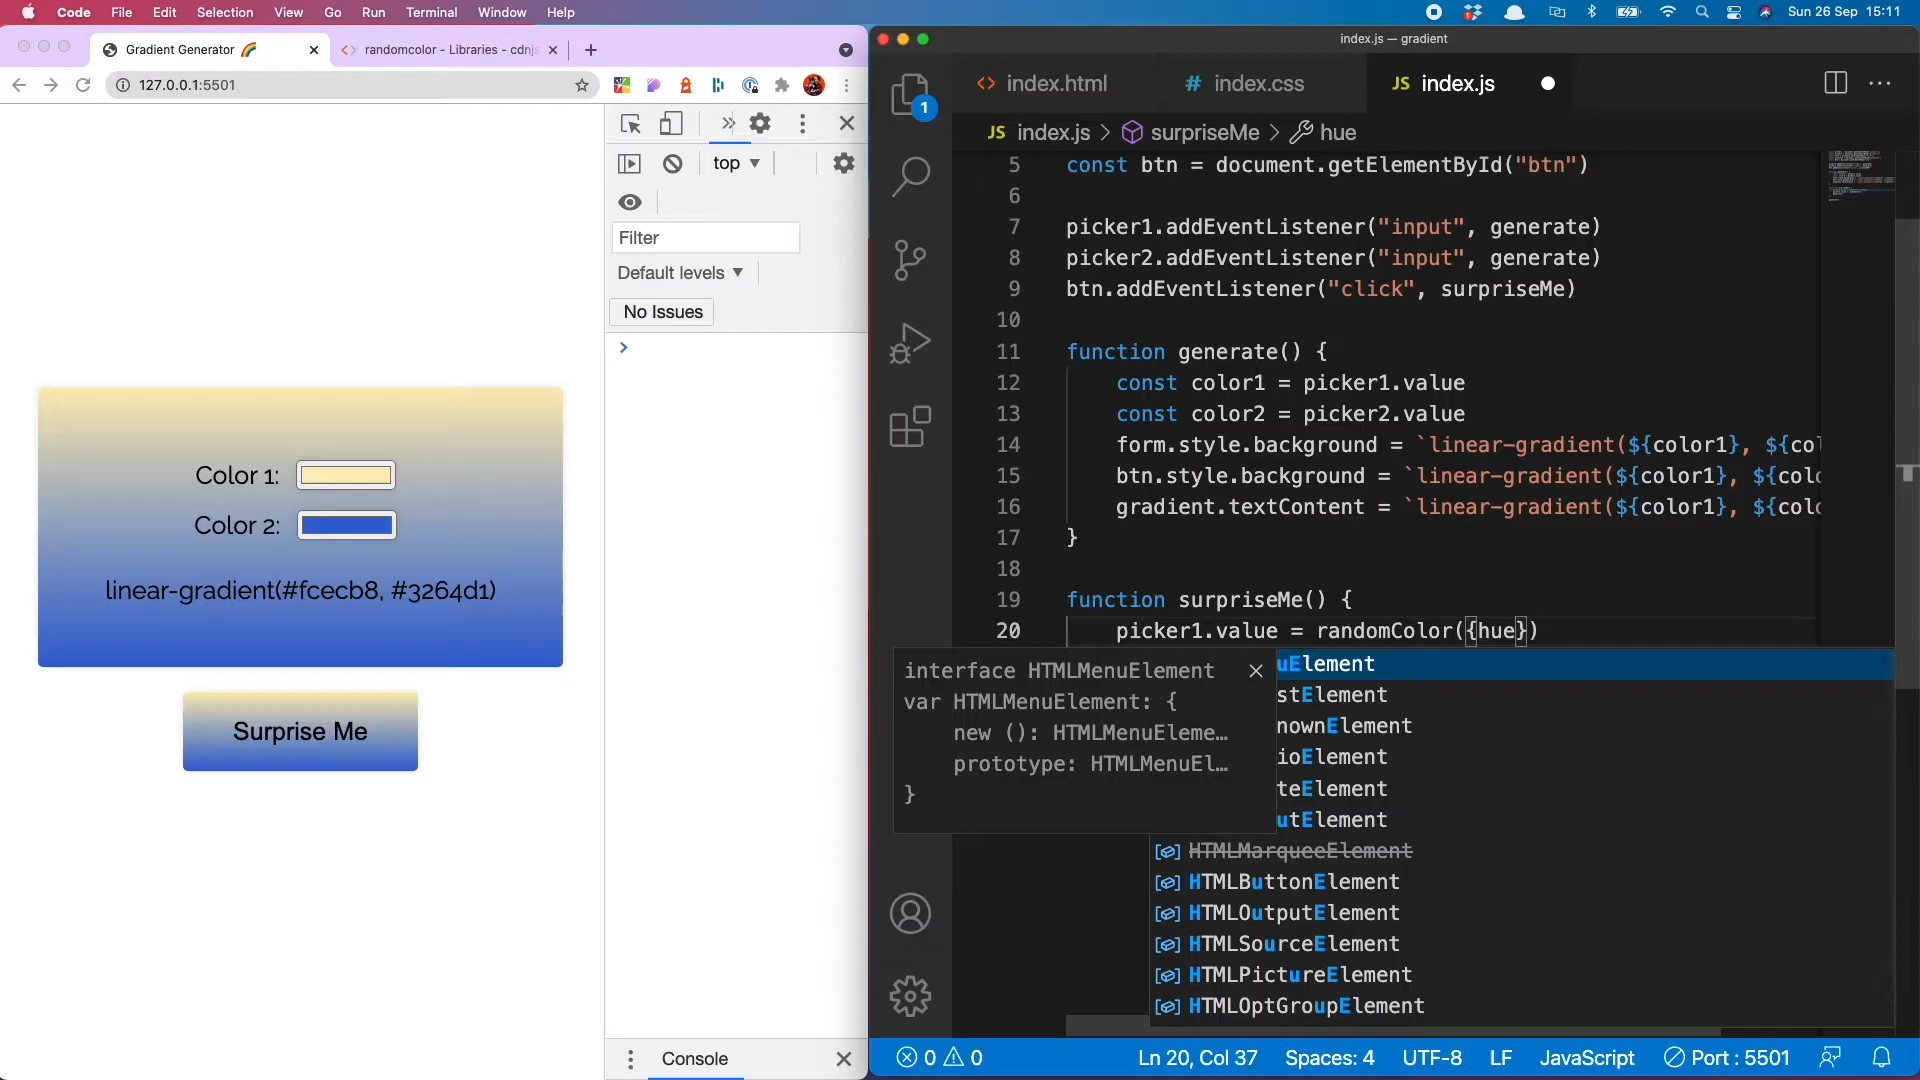 Code File Edit Selection View Go Run Terminal Window Help
Sun 26 Sep 15:11
Gradient Generator 🌈
randomcolor - Libraries - cdnjs
127.0.0.1:5501
top
Filter
Default levels
No Issues
Color 1:
Color 2:
linear-gradient(#fcecb8, #3264d1)
Surprise Me
Console
index.js — gradient
1
index.html
index.css
JS index.js
JS index.js > surpriseMe > hue
5 const btn = document.getElementById("btn")
6
7 picker1.addEventListener("input", generate)
8 picker2.addEventListener("input", generate)
9 btn.addEventListener("click", surpriseMe)
10
11 function generate() {
12 const color1 = picker1.value
13 const color2 = picker2.value
14 form.style.background = `linear-gradient(${color1}, ${col
15 btn.style.background = `linear-gradient(${color1}, ${colo
16 gradient.textContent = `linear-gradient(${color1}, ${colo
17 }
18
19 function surpriseMe() {
20 picker1.value = randomColor({hue})
interface HTMLMenuElement
var HTMLMenuElement: {
new (): HTMLMenuEleme…
prototype: HTMLMenuEl…
}
uElement
stElement
nownElement
ioElement
teElement
utElement
HTMLMarqueeElement
HTMLButtonElement
HTMLOutputElement
HTMLSourceElement
HTMLPictureElement
HTMLOptGroupElement
0 0
Ln 20, Col 37
Spaces: 4
UTF-8
LF
JavaScript
Port : 5501